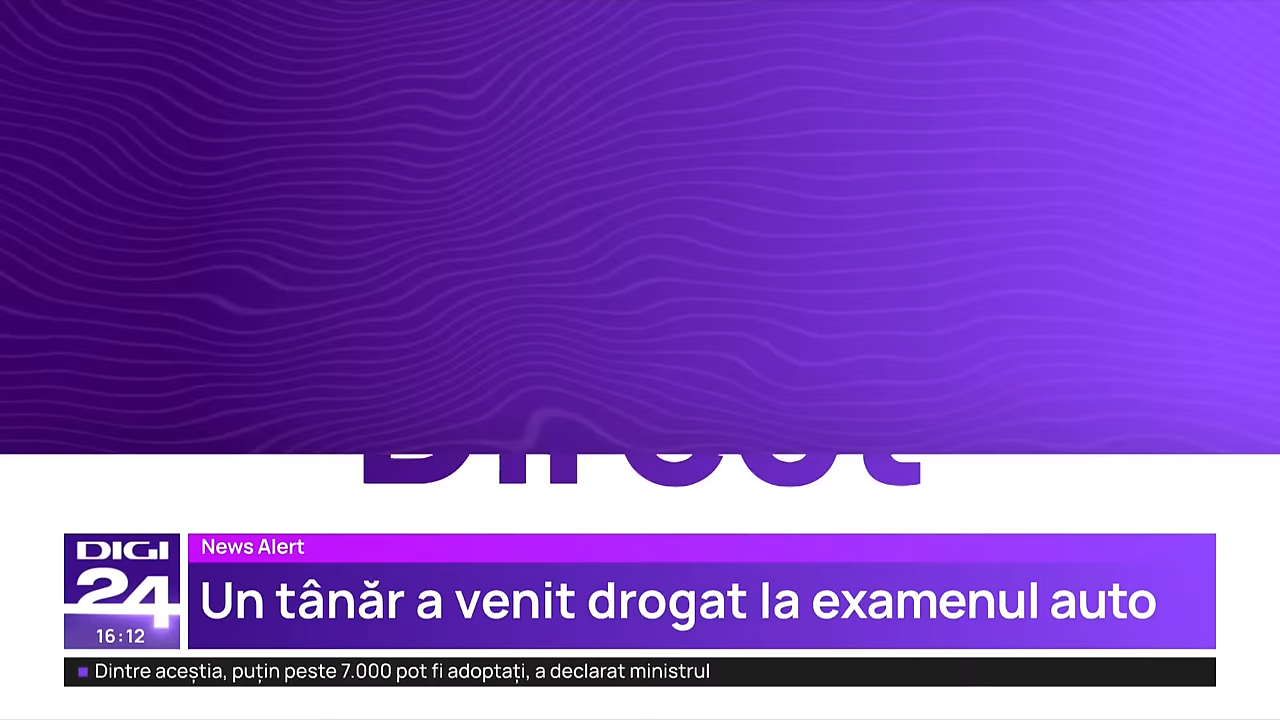 Direct
DIGI
24
16:12
News Alert
Un tânăr a venit drogat la examenul auto
Dintre aceștia, puțin peste 7.000 pot fi adoptați, a declarat ministrul